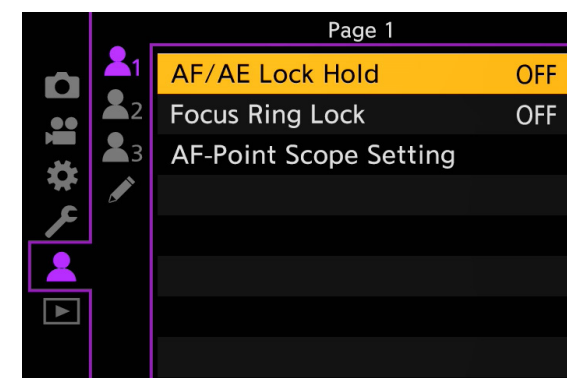 Page 1
1
AF/AE Lock Hold OFF
2
Focus Ring Lock OFF
3
AF-Point Scope Setting